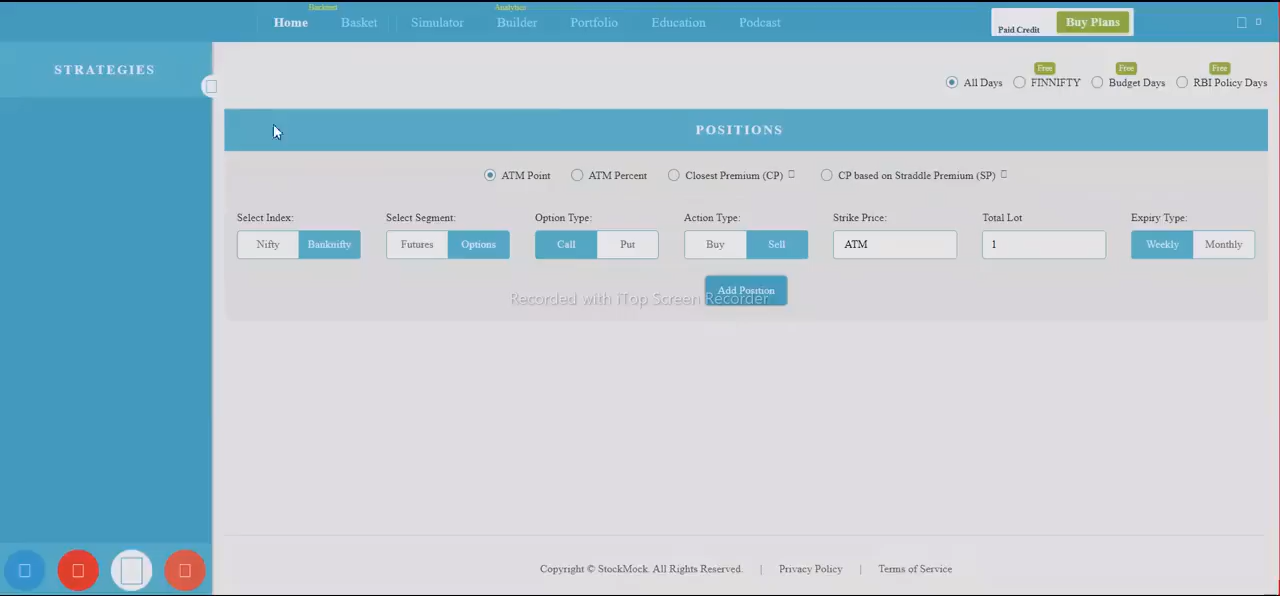 Backtest
Analytics
Home Basket Simulator Builder Portfolio Education Podcast
Paid Credit
Buy Plans
STRATEGIES
Free Free Free
All Days FINNIFTY Budget Days RBI Policy Days
POSITIONS
ATM Point ATM Percent Closest Premium (CP) CP based on Straddle Premium (SP)
Select Index: Select Segment: Option Type: Action Type: Strike Price: Total Lot Expiry Type:
Nifty Banknifty Futures Options Call Put Buy Sell ATM 1 Weekly Monthly
Add Position
Recorded with iTop Screen Recorder
Copyright © StockMock. All Rights Reserved. | Privacy Policy | Terms of Service